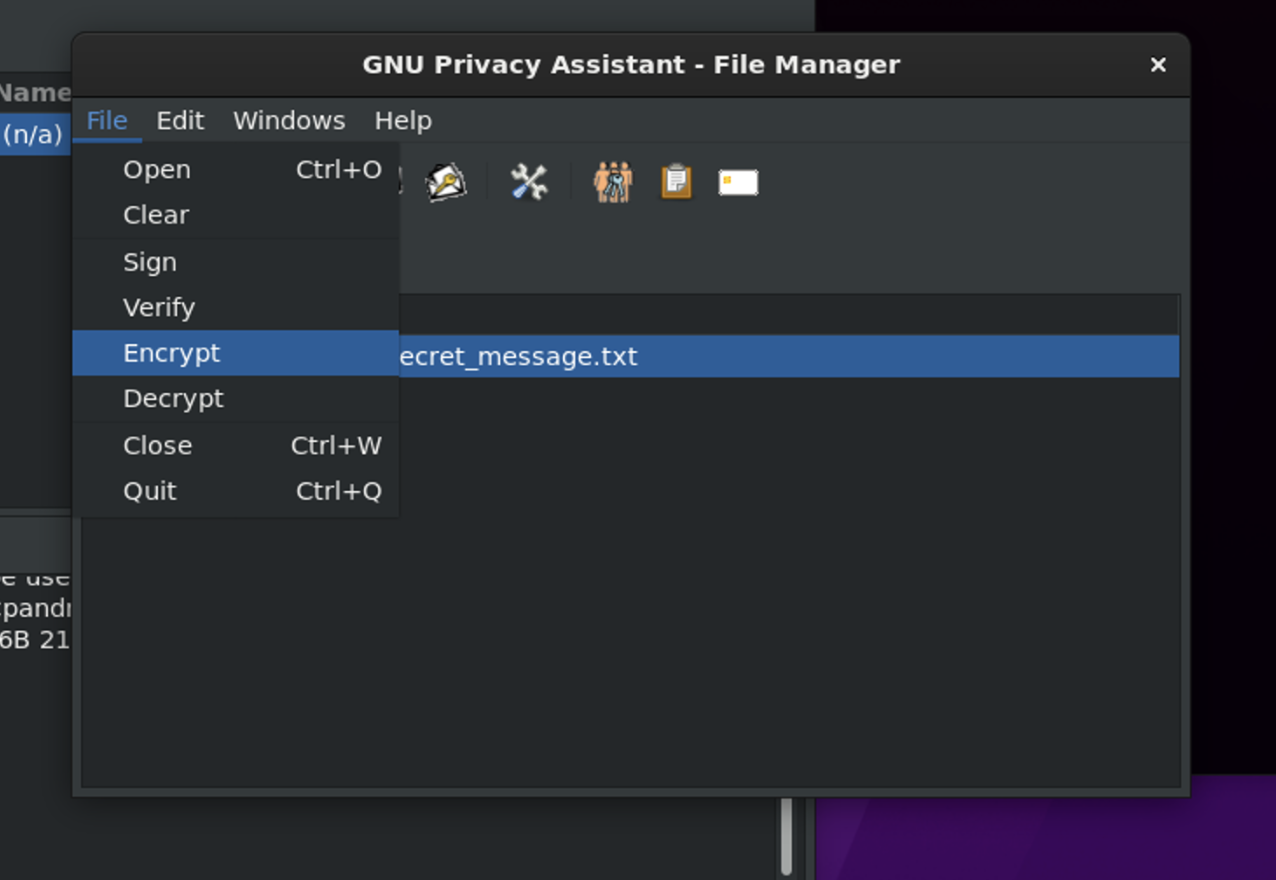 GNU Privacy Assistant - File Manager
Name
(n/a)
File Edit Windows Help
Open Ctrl+O
Clear
Sign
Verify
Encrypt
Decrypt
Close Ctrl+W
Quit Ctrl+Q
ecret_message.txt
e use
6B 21